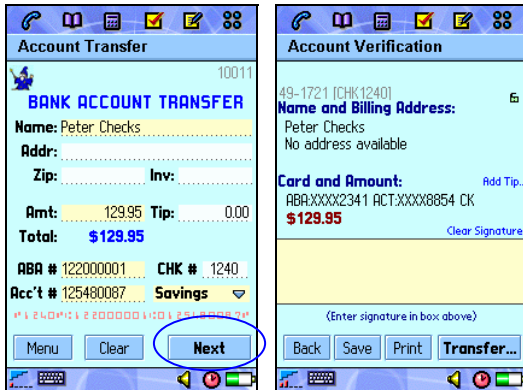 Account Transfer
10011
BANK ACCOUNT TRANSFER
Name: Peter Checks
Addr:
Zip: Inv:
Amt: 129.95 Tip: 0.00
Total: $129.95
ABA # 122000001 CHK # 1240
Acc't # 125480087 Savings
Menu Clear Next
Account Verification
49-1721 [CHK1240]
Name and Billing Address:
Peter Checks
No address available
Card and Amount: Add Tip..
ABA:XXXX2341 ACT:XXXX8854 CK
$129.95
Clear Signature
(Enter signature in box above)
Back Save Print Transfer...